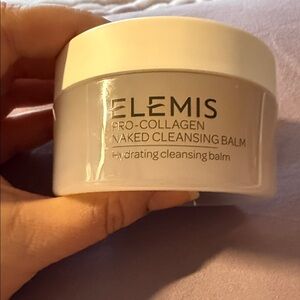 ELEMIS
PRO-COLLAGEN
NAKED CLEANSING BALM
Hydrating cleansing balm